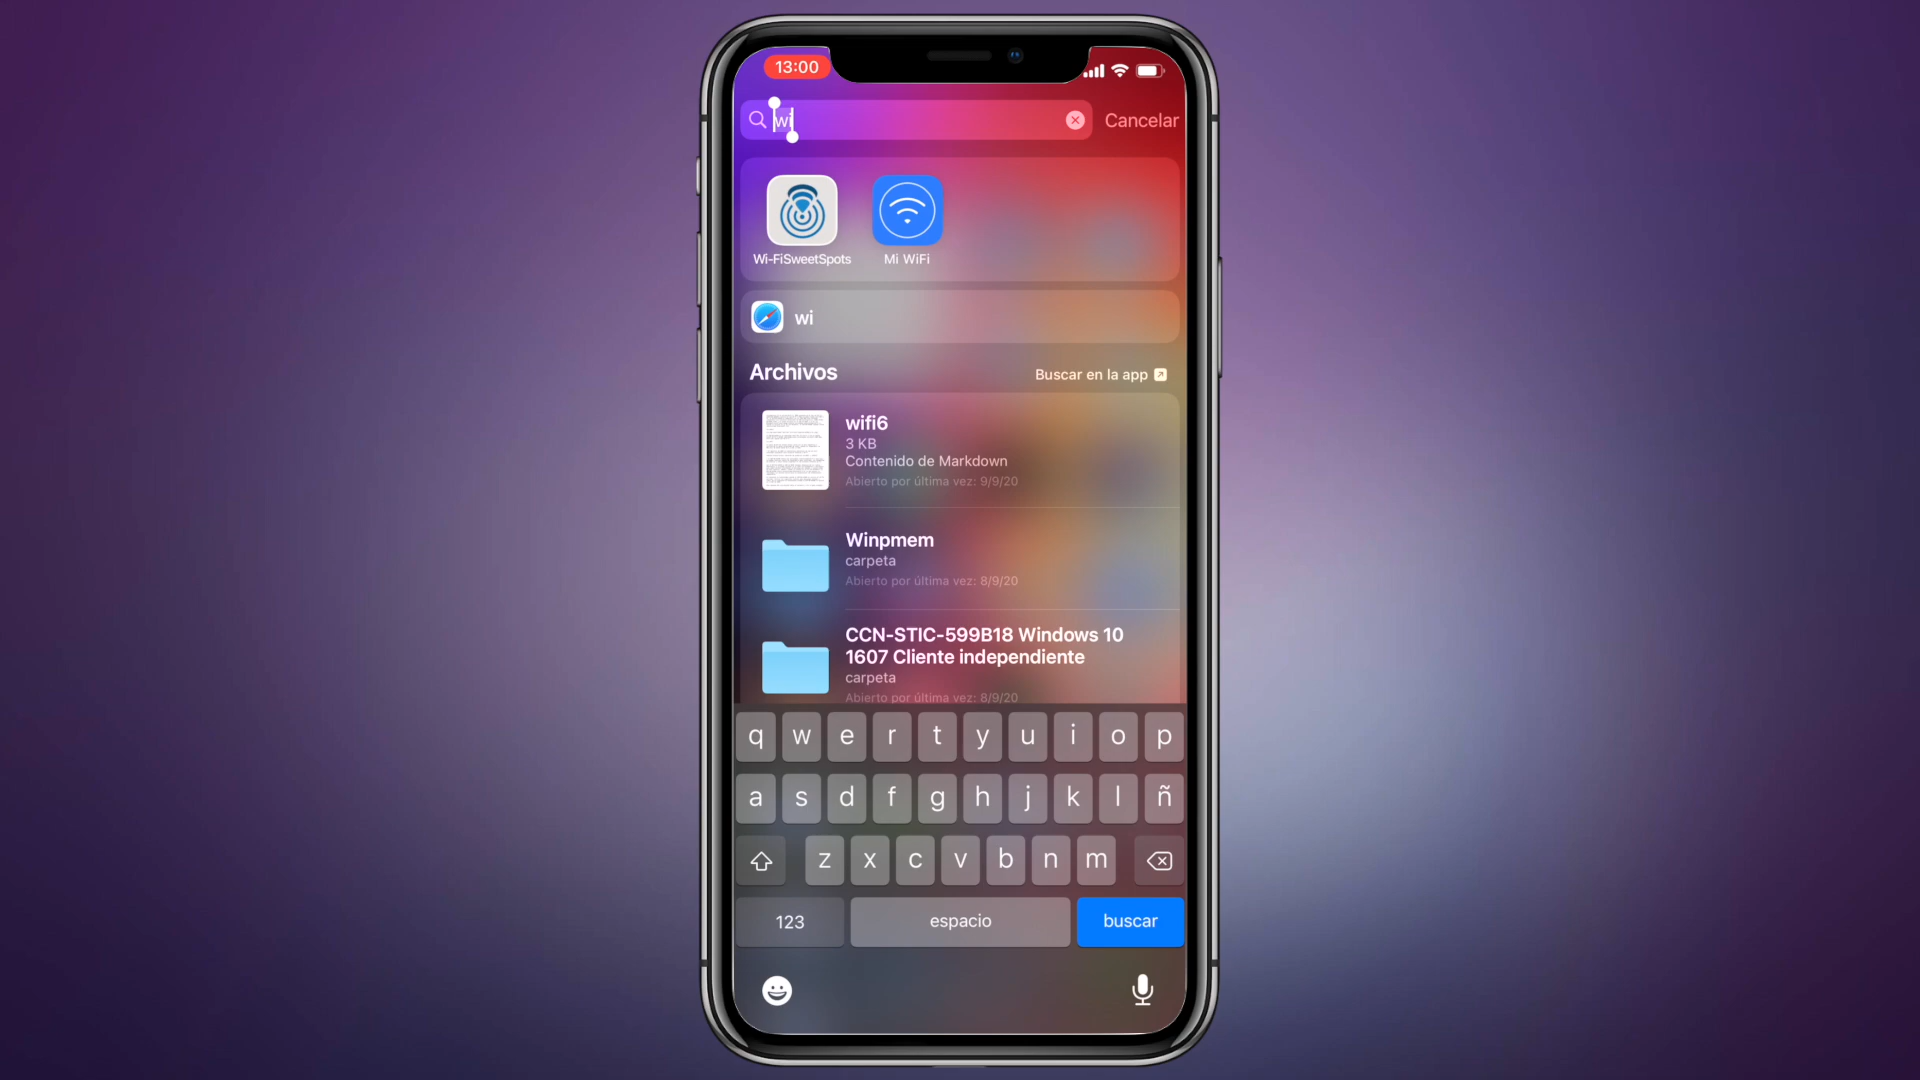 13:00
wi
Cancelar
Wi-FiSweetSpots
Mi WiFi
wi
Archivos
Buscar en la app
wifi6
3 KB
Contenido de Markdown
Abierto por última vez: 9/9/20
Winpmem
carpeta
Abierto por última vez: 8/9/20
CCN-STIC-599B18 Windows 10
1607 Cliente independiente
carpeta
Abierto por última vez: 8/9/20
q w e r t y u i o p
a s d f g h j k l ñ
z x c v b n m
123 espacio buscar